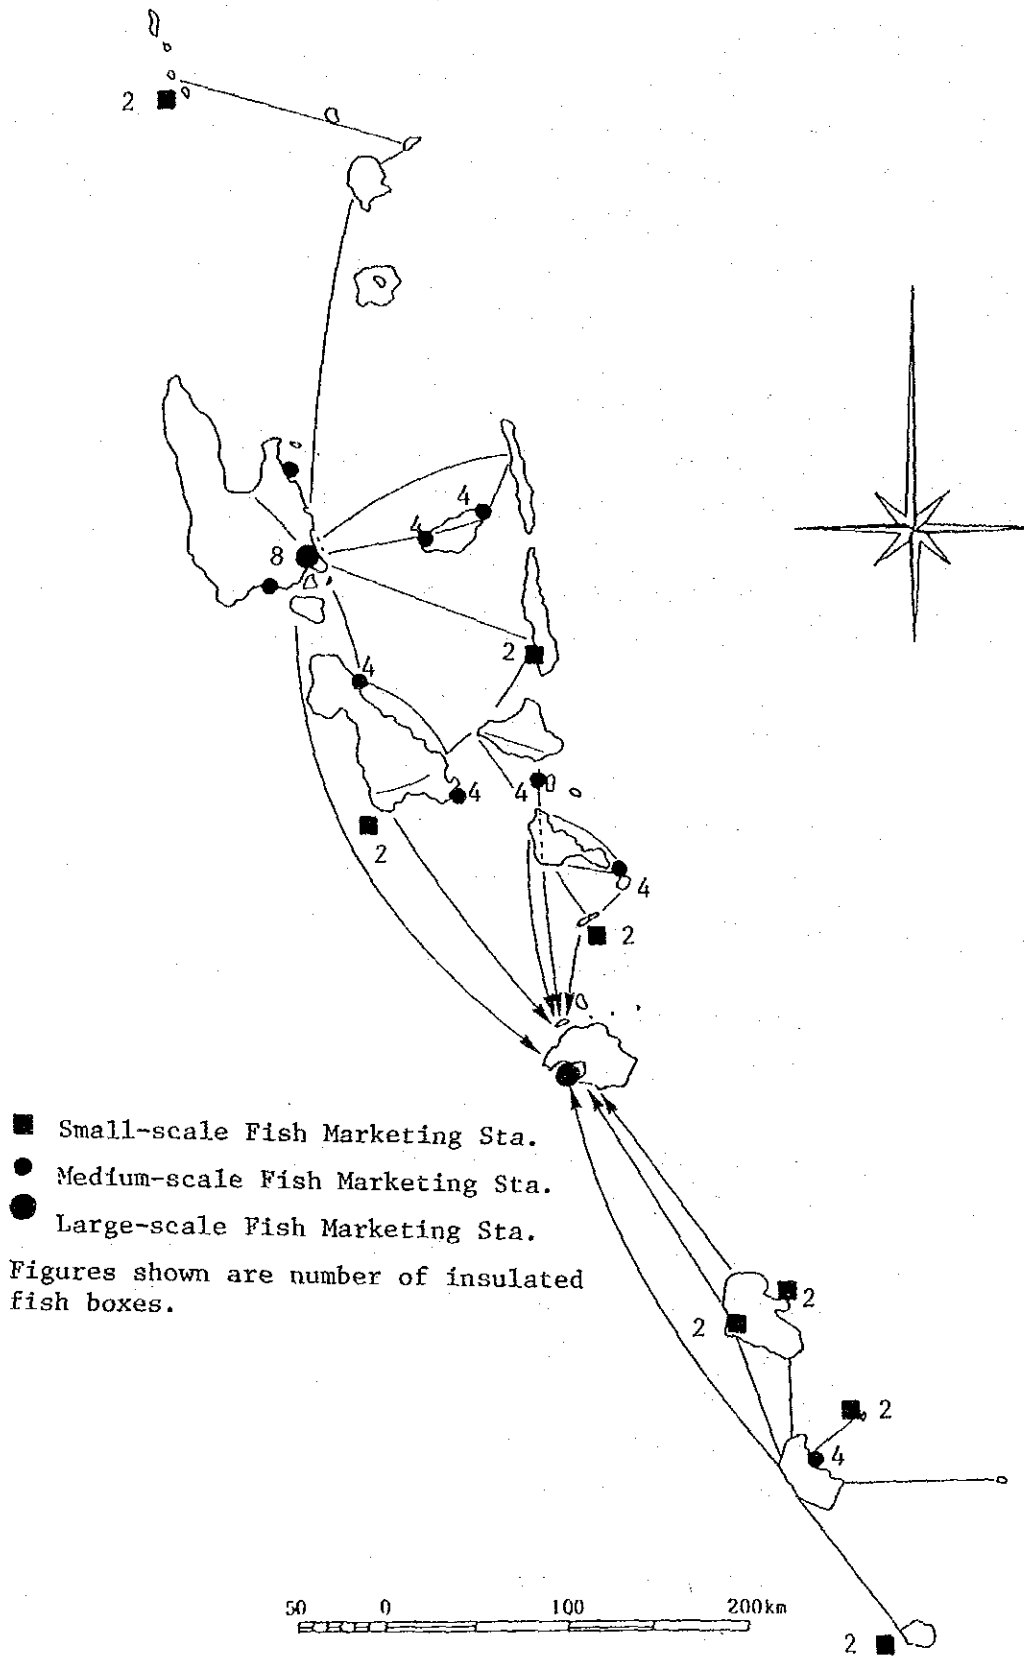 2
4
4
8
2
4
4
4
2
4
2
Small-scale Fish Marketing Sta.
Medium-scale Fish Marketing Sta.
Large-scale Fish Marketing Sta.
Figures shown are number of insulated
fish boxes.
2
2
2
4
50 0 100 200km
2